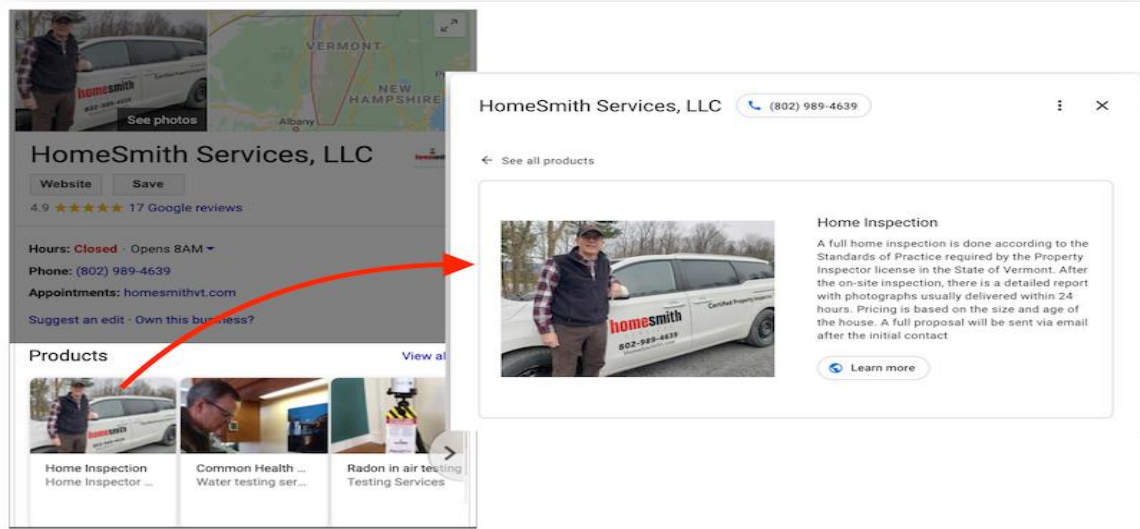 VERMONT
NEW
HAMPSHIRE
Albany
homesmith
802-989-4639
See photos
HomeSmith Services, LLC
Website Save
4.9 ★★★★★ 17 Google reviews
Hours: Closed · Opens 8AM
Phone: (802) 989-4639
Appointments: homesmithvt.com
Suggest an edit · Own this business?
Products
View al
Home Inspection
Home Inspector ...
Common Health ...
Water testing ser...
Radon in air testing
Testing Services
HomeSmith Services, LLC
(802) 989-4639
See all products
homesmith
Certified Property Inspector
802-989-4639
Home Inspection
A full home inspection is done according to the
Standards of Practice required by the Property
Inspector license in the State of Vermont. After
the on-site inspection, there is a detailed report
with photographs usually delivered within 24
hours. Pricing is based on the size and age of
the house. A full proposal will be sent via email
after the initial contact
Learn more